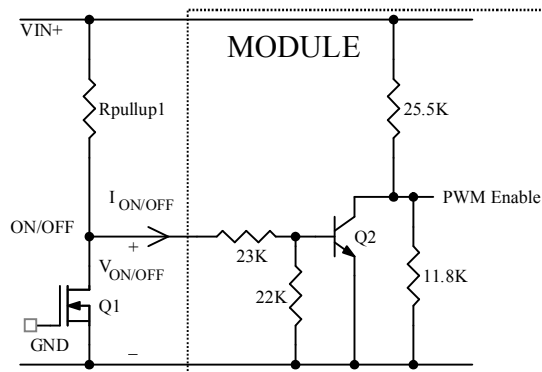 VIN+
MODULE
Rpullup1
25.5K
I ON/OFF
PWM Enable
ON/OFF
+
Q2
23K
V ON/OFF
22K
11.8K
Q1
GND
–